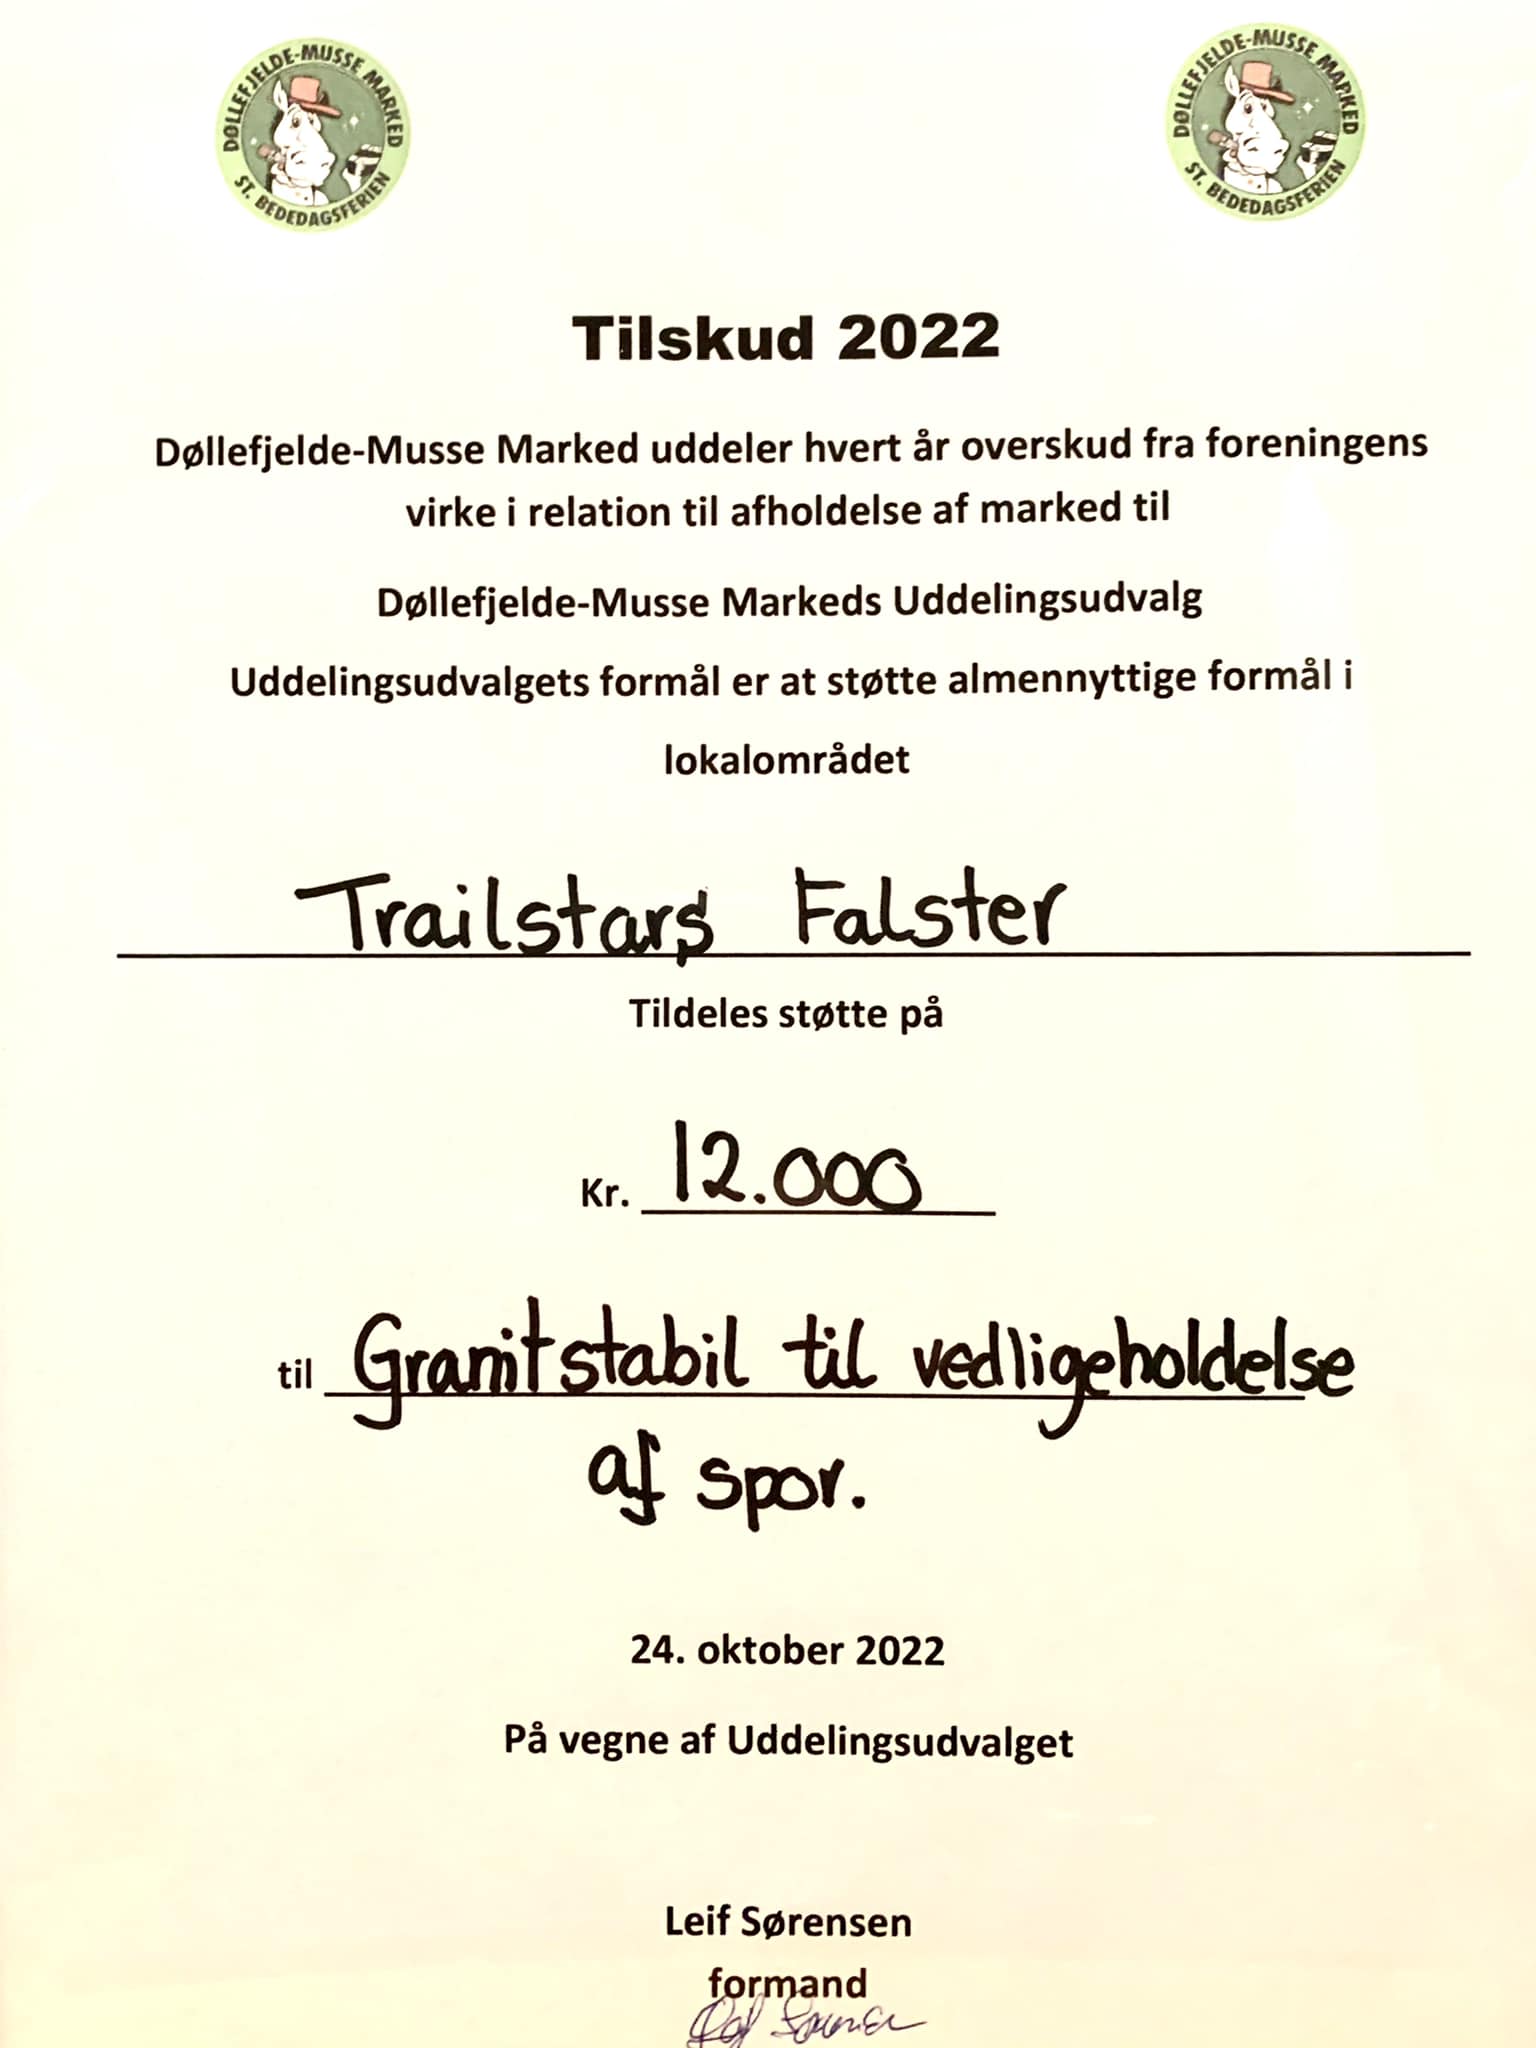 DØLLEFJELDE-MUSSE MARKED
ST. BEDEDAGSFERIEN
DØLLEFJELDE-MUSSE MARKED
ST. BEDEDAGSFERIEN
Tilskud 2022
Døllefjelde-Musse Marked uddeler hvert år overskud fra foreningens
virke i relation til afholdelse af marked til
Døllefjelde-Musse Markeds Uddelingsudvalg
Uddelingsudvalgets formål er at støtte almennyttige formål i
lokalområdet
Trailstars Falster
Tildeles støtte på
Kr. 12.000
til Granitstabil til vedligeholdelse
af spor.
24. oktober 2022
På vegne af Uddelingsudvalget
Leif Sørensen
formand